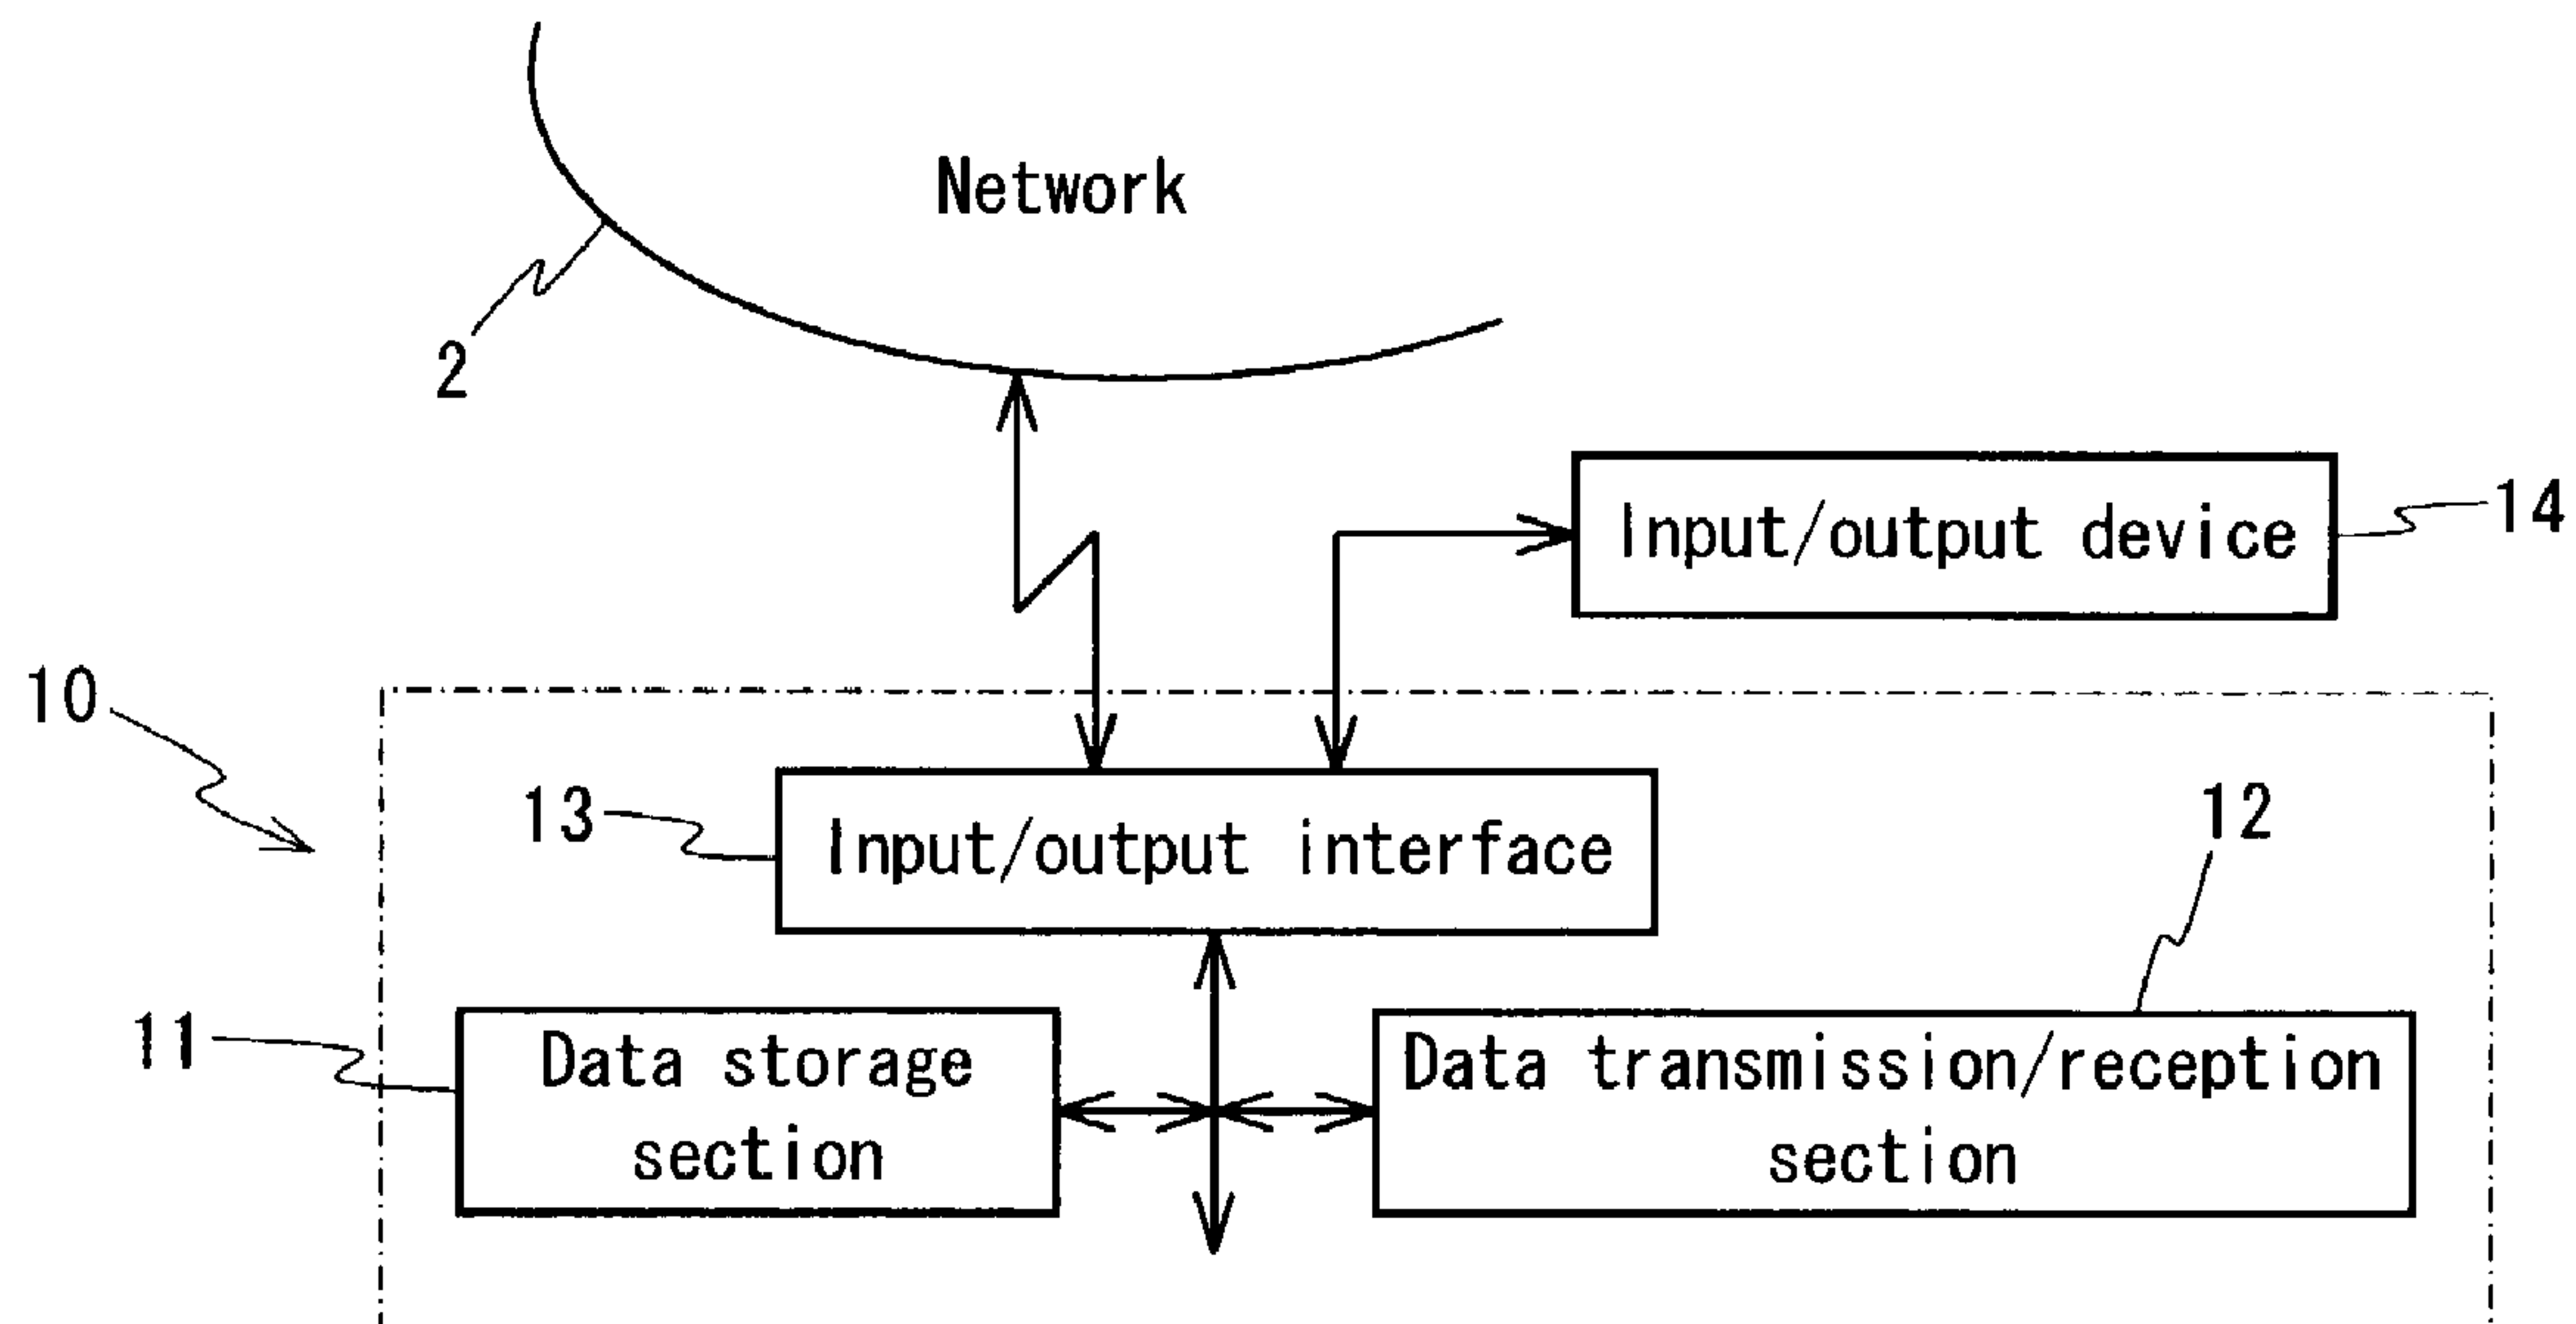 Network
2
Input/output device
14
10
13
Input/output interface
12
11
Data storage
section
Data transmission/reception
section